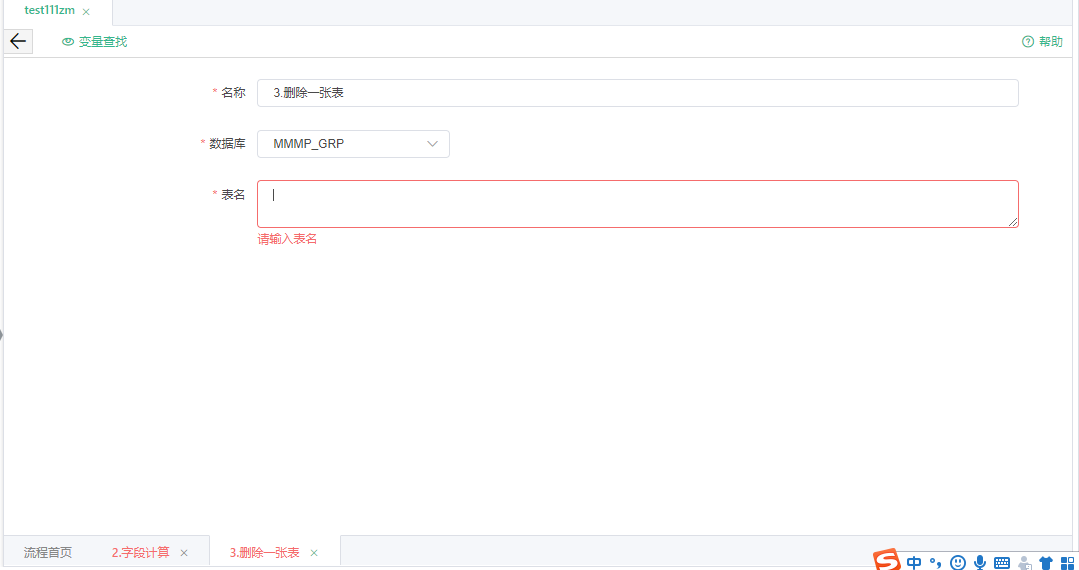 test111zm
变量查找
帮助
* 名称 3.删除一张表
* 数据库 MMMP_GRP
* 表名
请输入表名
流程首页 2.字段计算 3.删除一张表
S 中